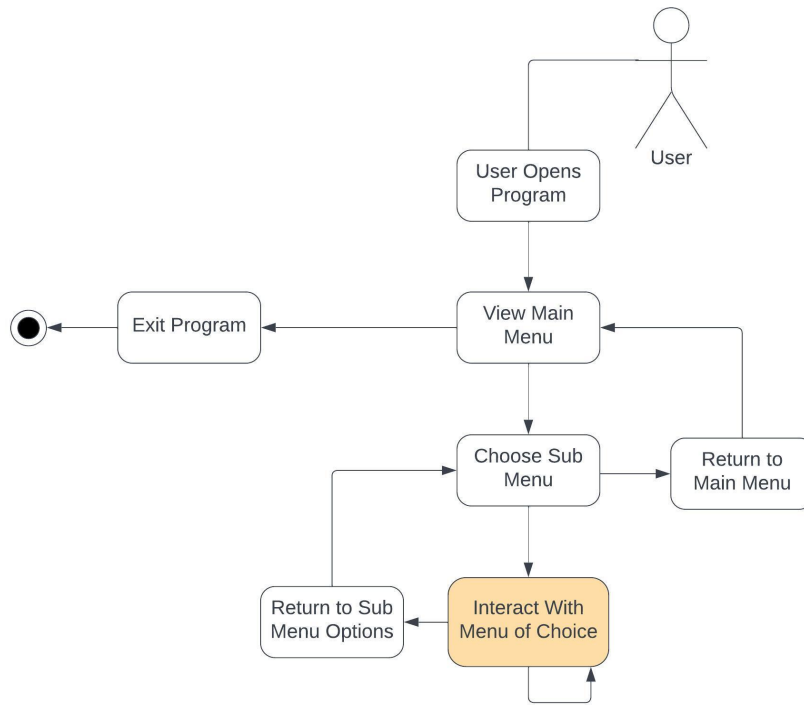 User
User Opens
Program
View Main
Menu
Exit Program
Choose Sub
Menu
Return to
Main Menu
Return to Sub
Menu Options
Interact With
Menu of Choice